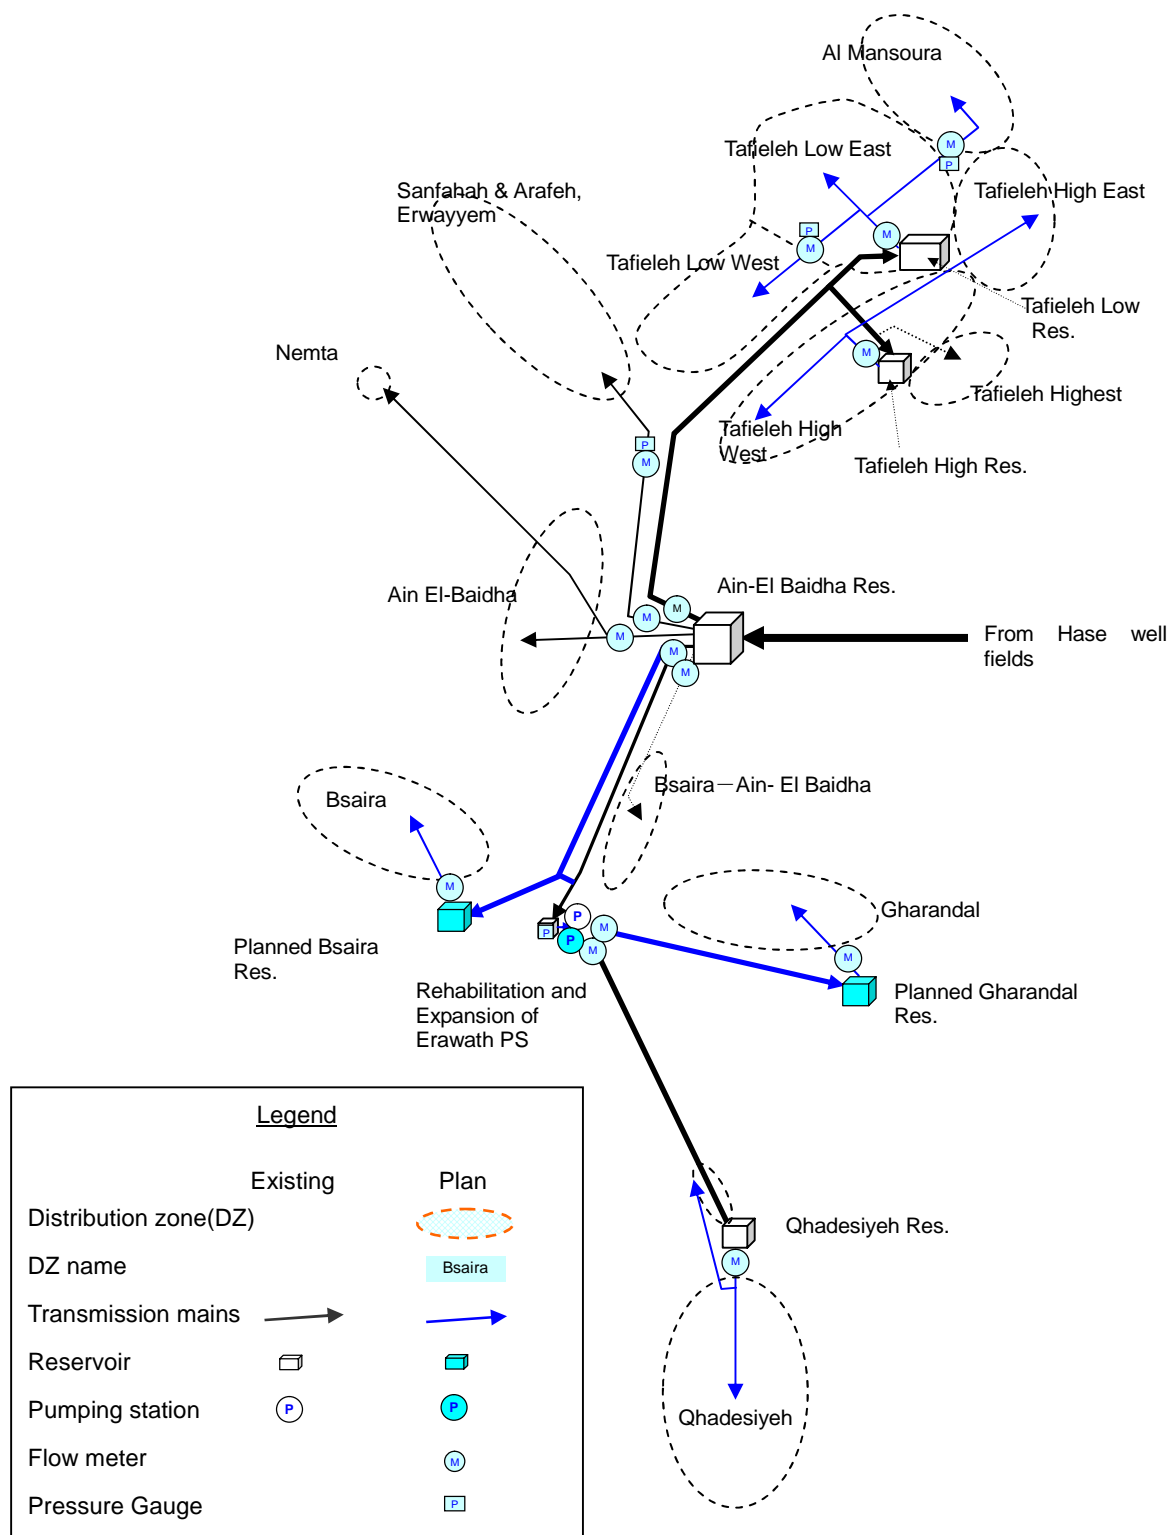 Al Mansoura
M
P
Tafieleh Low East
Sanfahah & Arafeh,
Erwayyem
Tafieleh High East
P
M
M
Tafieleh Low West
Tafieleh Low
Res.
Nemta
M
Tafieleh Highest
Tafieleh High
West
P
M
Tafieleh High Res.
Ain El-Baidha
Ain-El Baidha Res.
M
M
M
From Hase well
fields
M
M
Bsaira－Ain- El Baidha
Bsaira
M
Gharandal
Planned Bsaira
Res.
P
P
P
M
M
M
Rehabilitation and
Expansion of
Erawath PS
Planned Gharandal
Res.
Legend
Existing Plan
Distribution zone(DZ)
DZ name Bsaira
Transmission mains
Reservoir
Pumping station P P
Flow meter M
Pressure Gauge P
Qhadesiyeh Res.
M
Qhadesiyeh